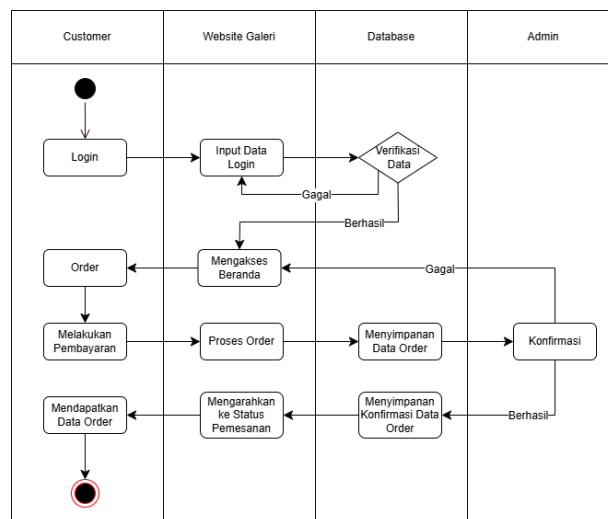 Customer
Website Galeri
Database
Admin
Login
Input Data
Login
Verifikasi
Data
Gagal
Berhasil
Order
Mengakses
Beranda
Gagal
Melakukan
Pembayaran
Proses Order
Menyimpanan
Data Order
Konfirmasi
Mendapatkan
Data Order
Mengarahkan
ke Status
Pemesanan
Menyimpanan
Konfirmasi Data
Order
Berhasil